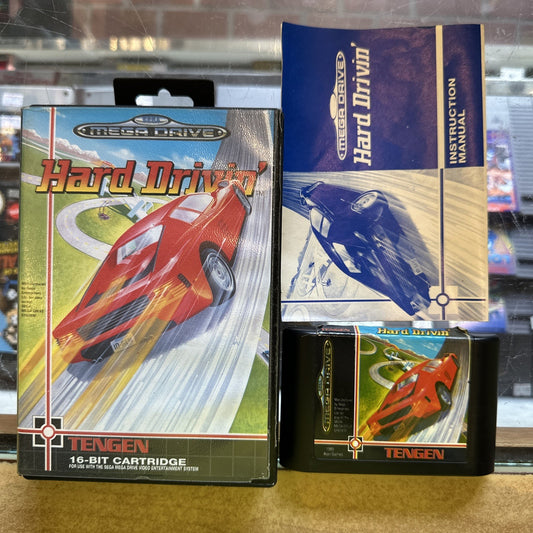 MEGA DRIVE
Hard Drivin'
TENGEN
16-BIT CARTRIDGE
FOR USE WITH THE SEGA MEGA DRIVE VIDEO ENTERTAINMENT SYSTEM
MEGA DRIVE
Hard Drivin'
INSTRUCTION
MANUAL
Hard Drivin'
MEGA DRIVE
TENGEN